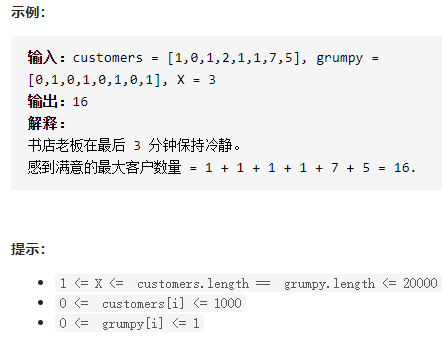 示例：
输入：customers = [1,0,1,2,1,1,7,5], grumpy =
[0,1,0,1,0,1,0,1], X = 3
输出：16
解释：
书店老板在最后 3 分钟保持冷静。
感到满意的最大客户数量 = 1 + 1 + 1 + 1 + 7 + 5 = 16.
提示：
• 1 <= X <= customers.length == grumpy.length <= 20000
• 0 <= customers[i] <= 1000
• 0 <= grumpy[i] <= 1